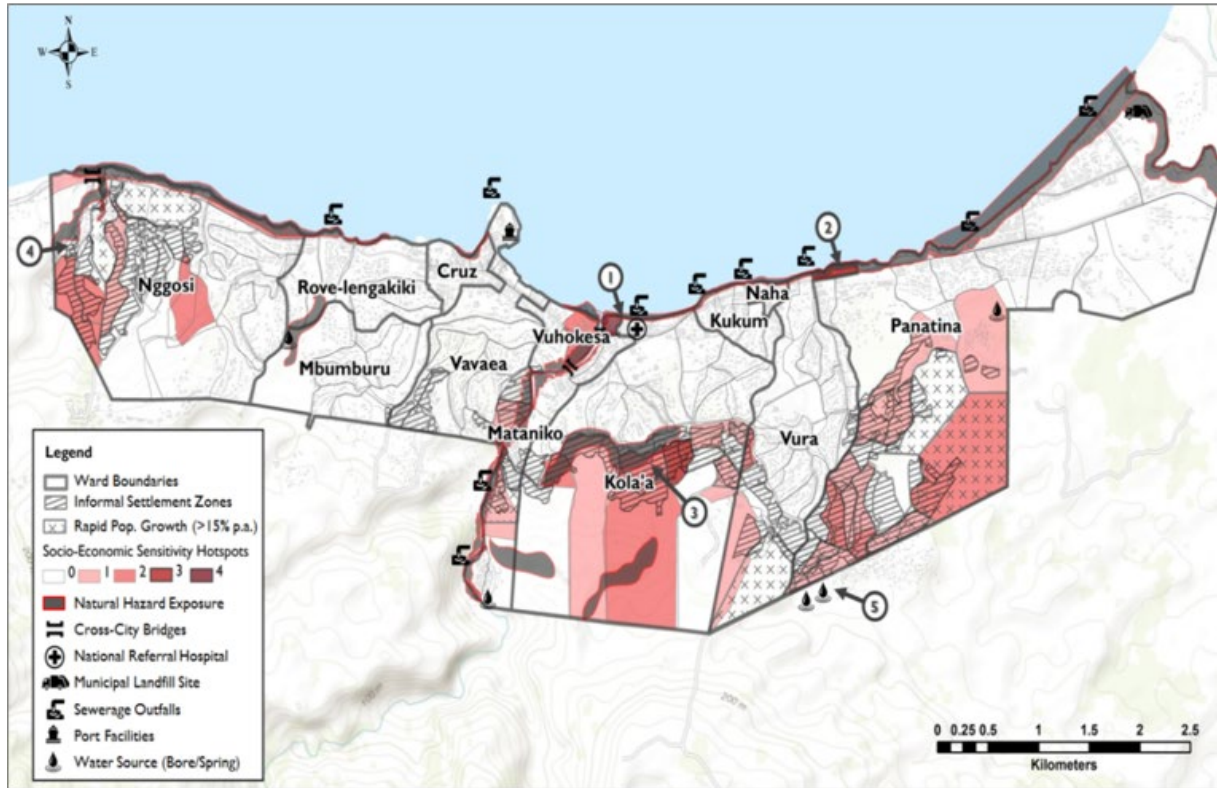 N
W E
S
1
2
3
4
5
Nggosi
Rove-lengakiki
Cruz
Mbumburu
Vavaea
Vuhokesa
Mataniko
Kola'a
Kukum
Naha
Vura
Panatina
Legend
Ward Boundaries
Informal Settlement Zones
Rapid Pop. Growth (>15% p.a.)
Socio-Economic Sensitivity Hotspots
0 1 2 3 4
Natural Hazard Exposure
Cross-City Bridges
National Referral Hospital
Municipal Landfill Site
Sewerage Outfalls
Port Facilities
Water Source (Bore/Spring)
200 m
200 m
0 0.25 0.5 1 1.5 2 2.5
Kilometers